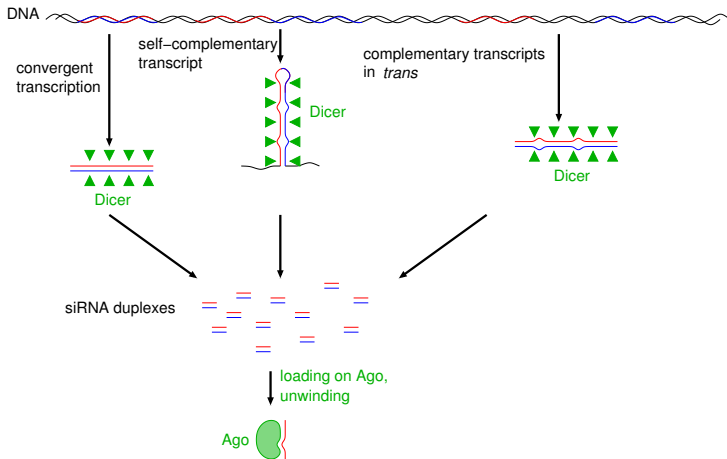 DNA
self−complementary
transcript
convergent
transcription
complementary transcripts
in trans
Dicer
Dicer
Dicer
siRNA duplexes
loading on Ago,
unwinding
Ago